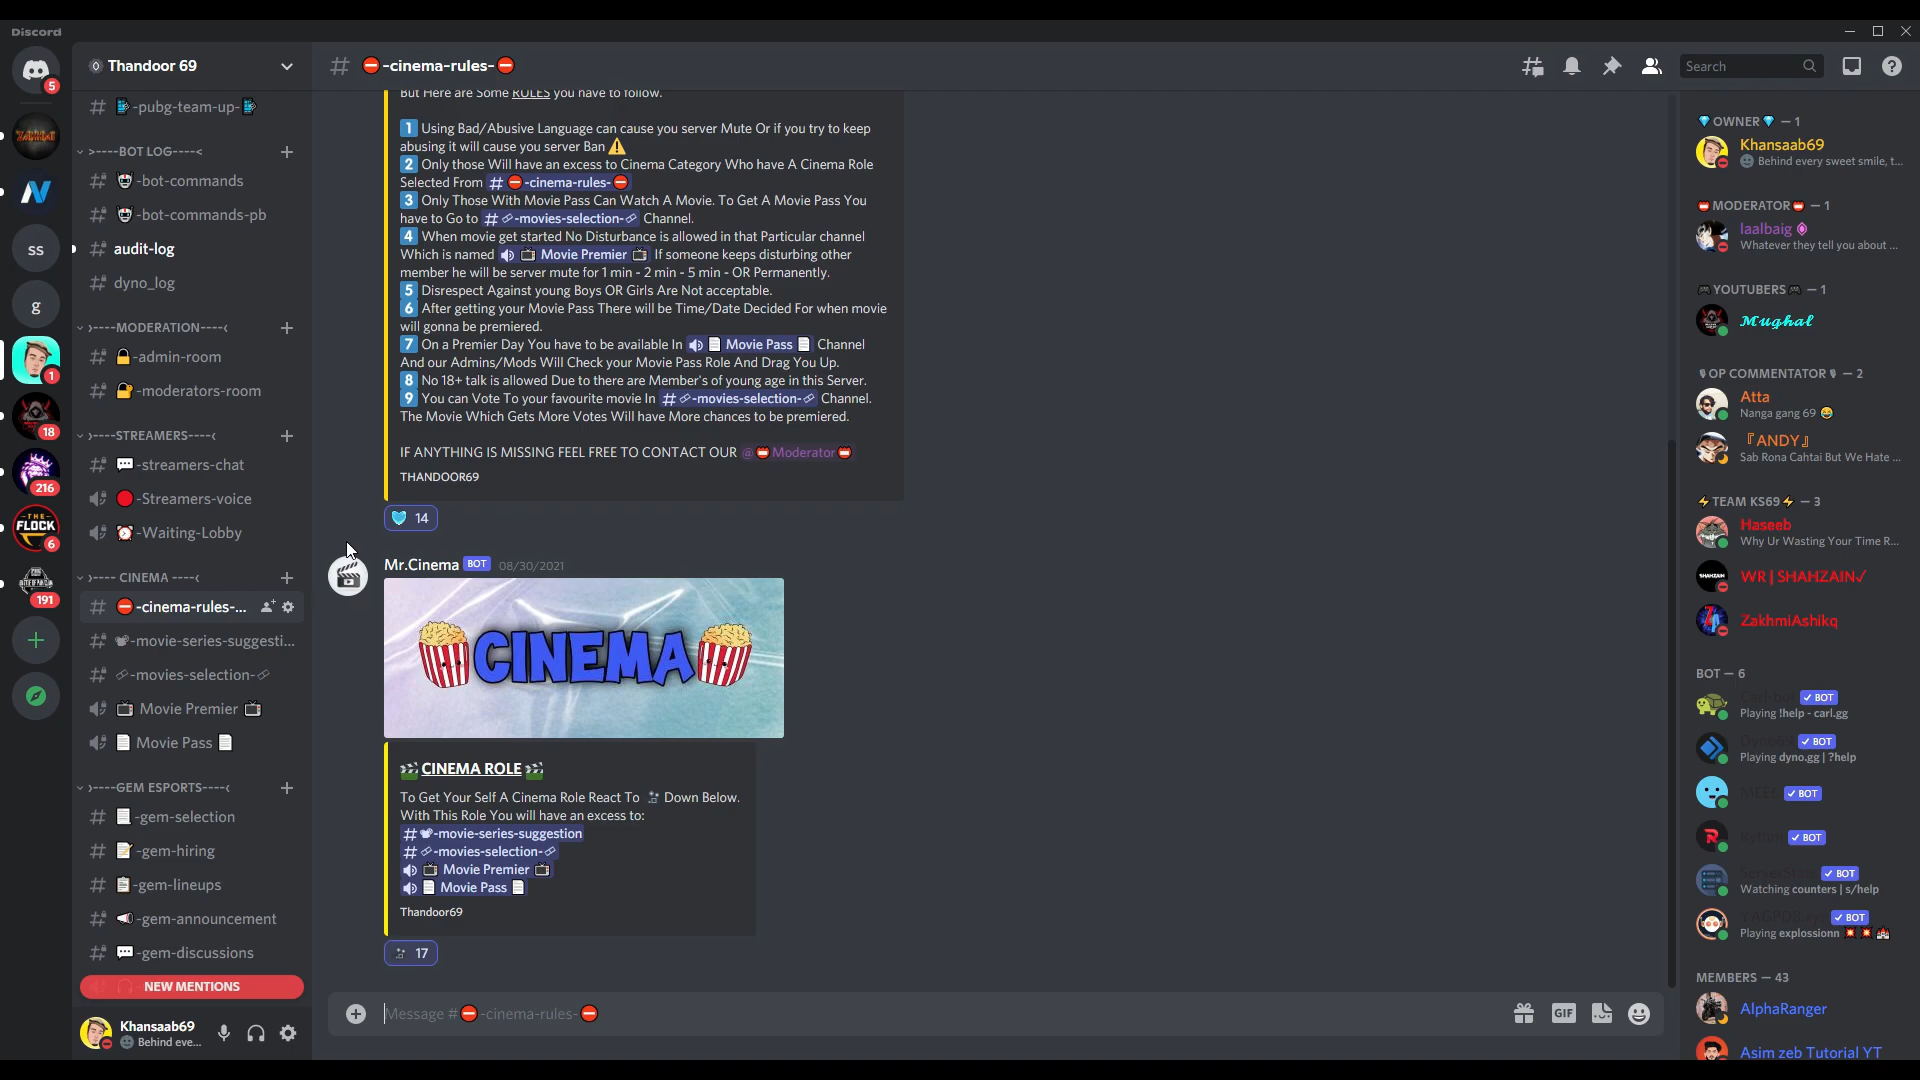 Discord
5
ss
g
1
18
216
THE
FLOCK
6
191
Thandoor 69
-pubg-team-up-
>----BOT LOG----<
-bot-commands
-bot-commands-pb
audit-log
dyno_log
>----MODERATION----<
-admin-room
-moderators-room
>----STREAMERS----<
-streamers-chat
-Streamers-voice
-Waiting-Lobby
>---- CINEMA ----<
-cinema-rules-...
-movie-series-suggesti...
-movies-selection-
Movie Premier
Movie Pass
>----GEM ESPORTS----<
-gem-selection
-gem-hiring
-gem-lineups
-gem-announcement
-gem-discussions
NEW MENTIONS
Khansaab69
Behind eve...
# ⛔-cinema-rules-⛔
Search
But Here are Some RULES you have to follow.
1 Using Bad/Abusive Language can cause you server Mute Or if you try to keep
abusing it will cause you server Ban ⚠
2 Only those Will have an excess to Cinema Category Who have A Cinema Role
Selected From # ⛔-cinema-rules-⛔
3 Only Those With Movie Pass Can Watch A Movie. To Get A Movie Pass You
have to Go to # -movies-selection- Channel.
4 When movie get started No Disturbance is allowed in that Particular channel
Which is named Movie Premier If someone keeps disturbing other
member he will be server mute for 1 min - 2 min - 5 min - OR Permanently.
5 Disrespect Against young Boys OR Girls Are Not acceptable.
6 After getting your Movie Pass There will be Time/Date Decided For when movie
will gonna be premiered.
7 On a Premier Day You have to be available In Movie Pass Channel
And our Admins/Mods Will Check your Movie Pass Role And Drag You Up.
8 No 18+ talk is allowed Due to there are Member's of young age in this Server.
9 You can Vote To your favourite movie In # -movies-selection- Channel.
The Movie Which Gets More Votes Will have More chances to be premiered.
IF ANYTHING IS MISSING FEEL FREE TO CONTACT OUR @Moderator
THANDOOR69
14
Mr.Cinema BOT 08/30/2021
CINEMA
CINEMA ROLE
To Get Your Self A Cinema Role React To Down Below.
With This Role You will have an excess to:
# -movie-series-suggestion
# -movies-selection-
Movie Premier
Movie Pass
Thandoor69
17
Message #⛔-cinema-rules-⛔
GIF
OWNER — 1
Khansaab69
Behind every sweet smile, t...
MODERATOR — 1
laalbaig
Whatever they tell you about ...
YOUTUBERS — 1
Mughal
OP COMMENTATOR — 2
Atta
Nanga gang 69 😂
『ANDY』
Sab Rona Cahtai But We Hate ...
TEAM KS69 — 3
Haseeb
Why Ur Wasting Your Time R...
SHAHZAIN
WR | SHAHZAIN✓
ZakhmiAshikq
BOT — 6
✓ BOT
Playing !help - carl.gg
✓ BOT
Playing dyno.gg | ?help
✓ BOT
✓ BOT
✓ BOT
Watching counters | s/help
✓ BOT
Playing explossionn
MEMBERS — 43
AlphaRanger
Asim zeb Tutorial YT